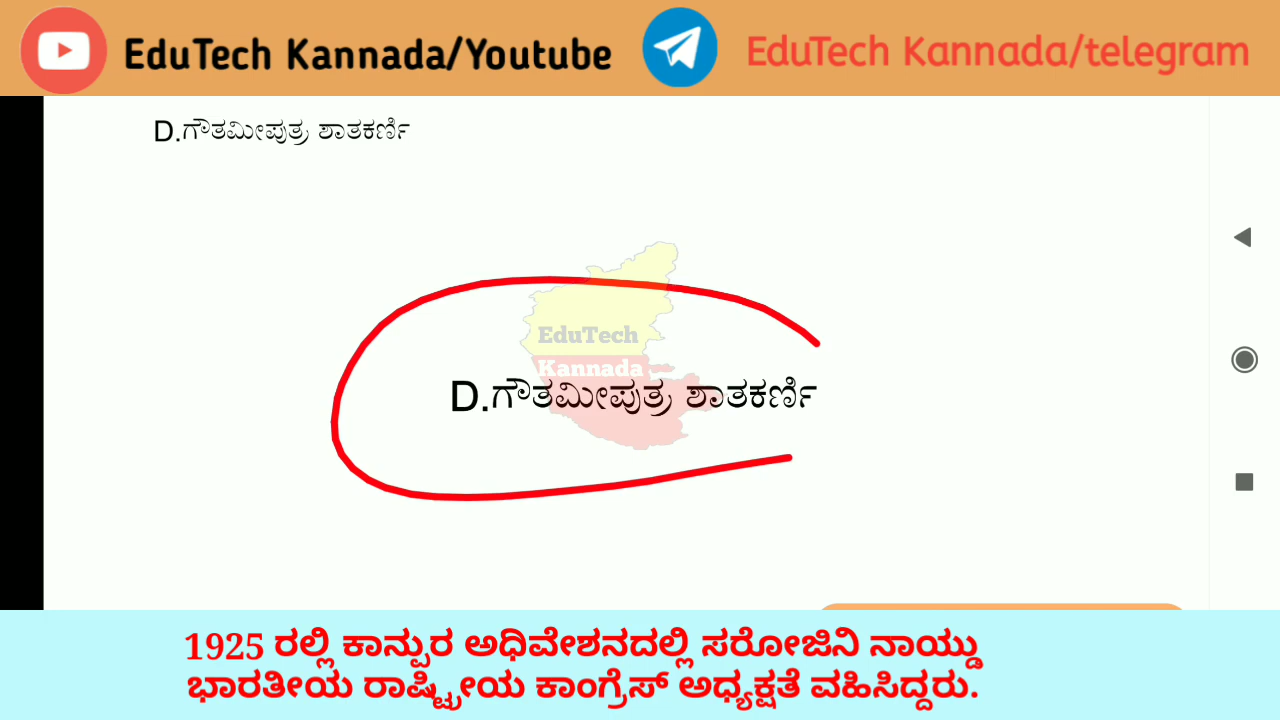 EduTech Kannada/Youtube
EduTech Kannada/telegram
D.ಗೌತಮೀಪುತ್ರ ಶಾತಕರ್ಣಿ
EduTech
Kannada
D.ಗೌತಮೀಪುತ್ರ ಶಾತಕರ್ಣಿ
1925 ರಲ್ಲಿ ಕಾನ್ಪುರ ಅಧಿವೇಶನದಲ್ಲಿ ಸರೋಜಿನಿ ನಾಯ್ಡು
ಭಾರತೀಯ ರಾಷ್ಟ್ರೀಯ ಕಾಂಗ್ರೆಸ್ ಅಧ್ಯಕ್ಷತೆ ವಹಿಸಿದ್ದರು.